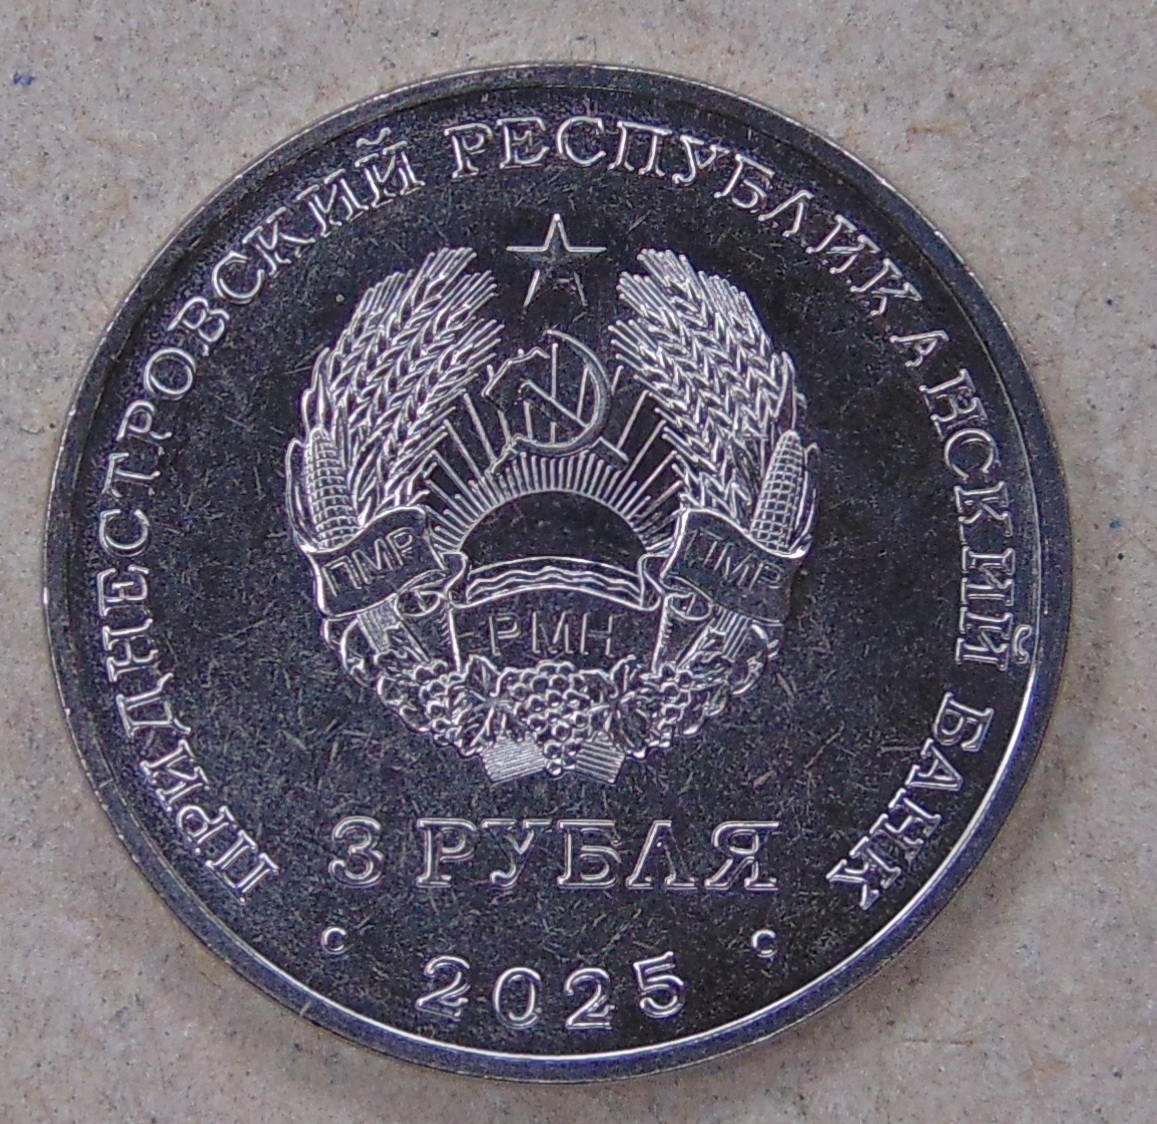 ПРИДНЕСТРОВСКИЙ РЕСПУБЛИКАНСКИЙ БАНК
ПМР
РМН
ПМР
3 РУБЛЯ
с с
2025